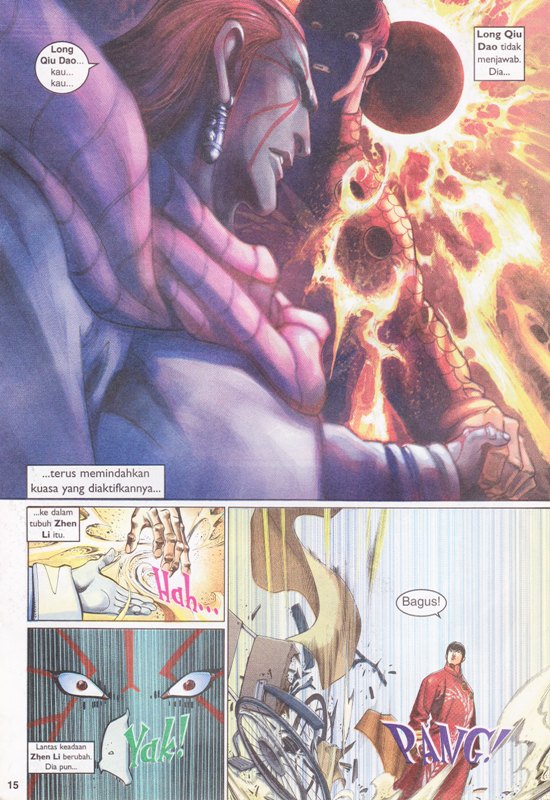 Long
Qiu Dao...
kau...
kau...
Long Qiu
Dao tidak
menjawab.
Dia...
...terus memindahkan
kuasa yang diaktifkannya...
...ke dalam
tubuh Zhen
Li itu.
Hah...
Bagus!
Yak!
Lantas keadaan
Zhen Li berubah.
Dia pun...
PANG!
15